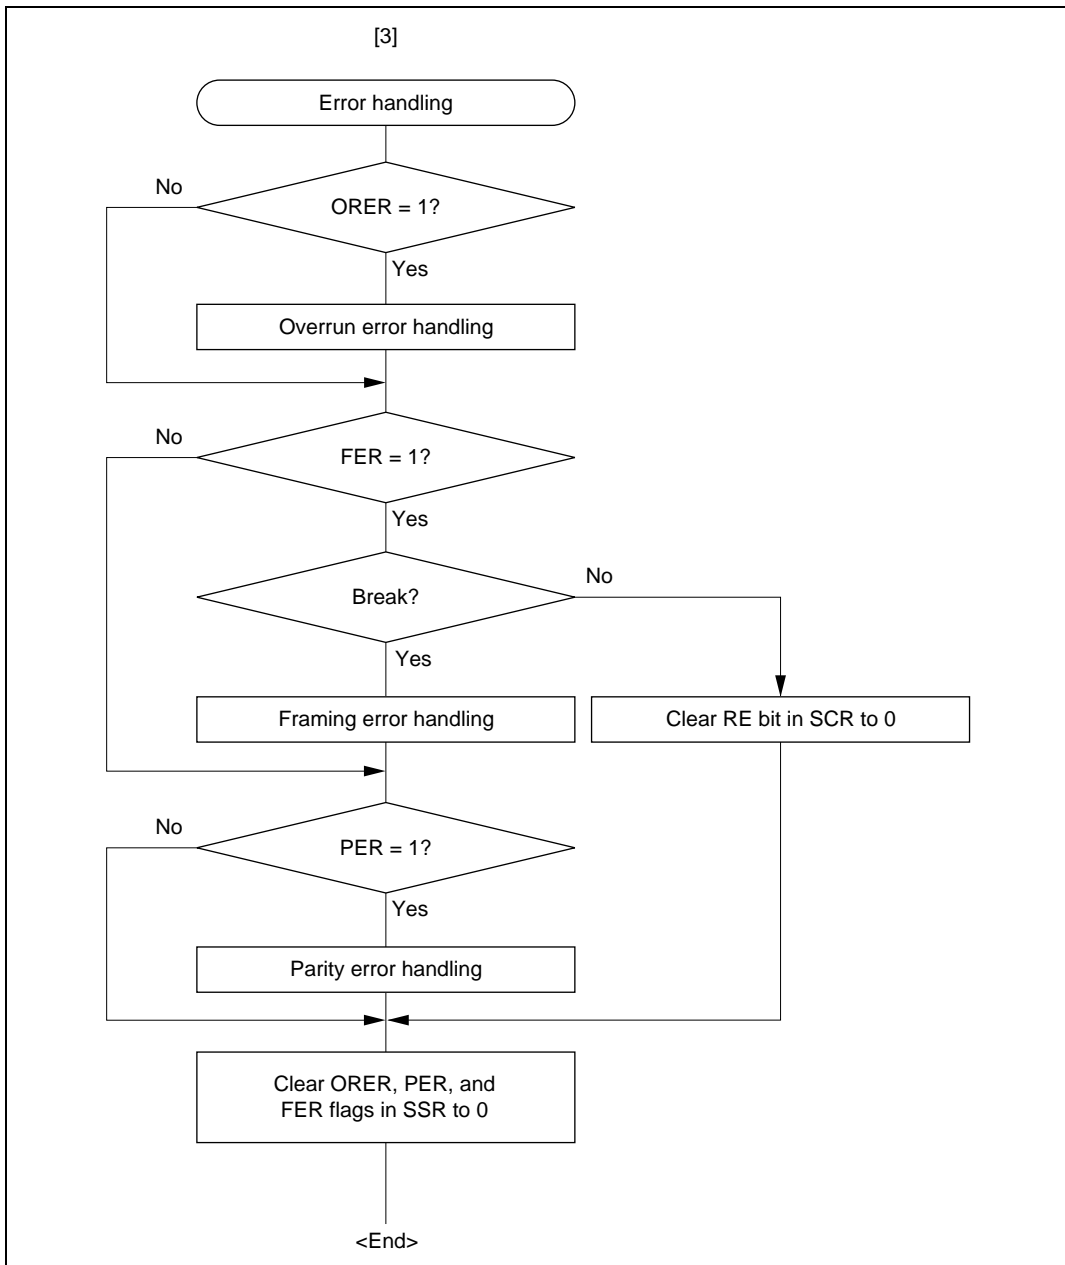 [3]
Error handling
No
ORER = 1?
Yes
Overrun error handling
No
FER = 1?
Yes
No
Break?
Yes
Framing error handling
Clear RE bit in SCR to 0
No
PER = 1?
Yes
Parity error handling
Clear ORER, PER, and
FER flags in SSR to 0
<End>